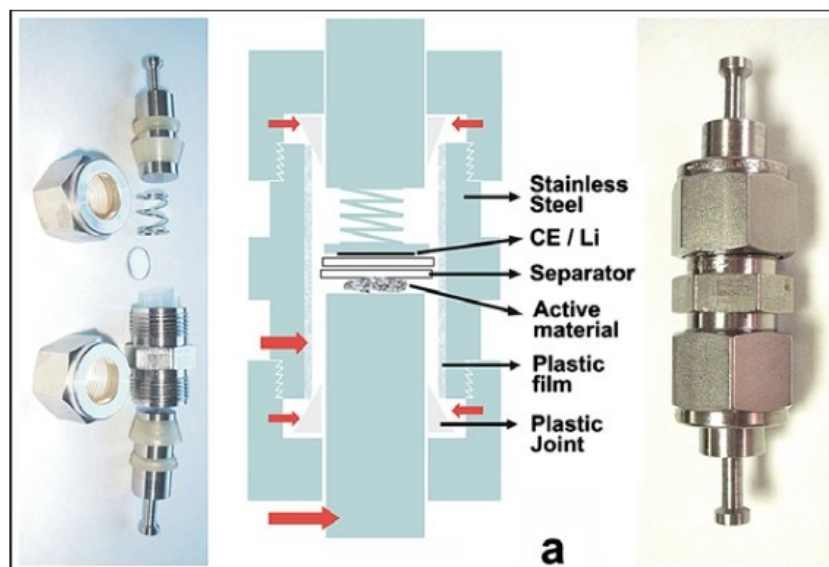 Stainless
Steel
CE / Li
Separator
Active
material
Plastic
film
Plastic
Joint
a